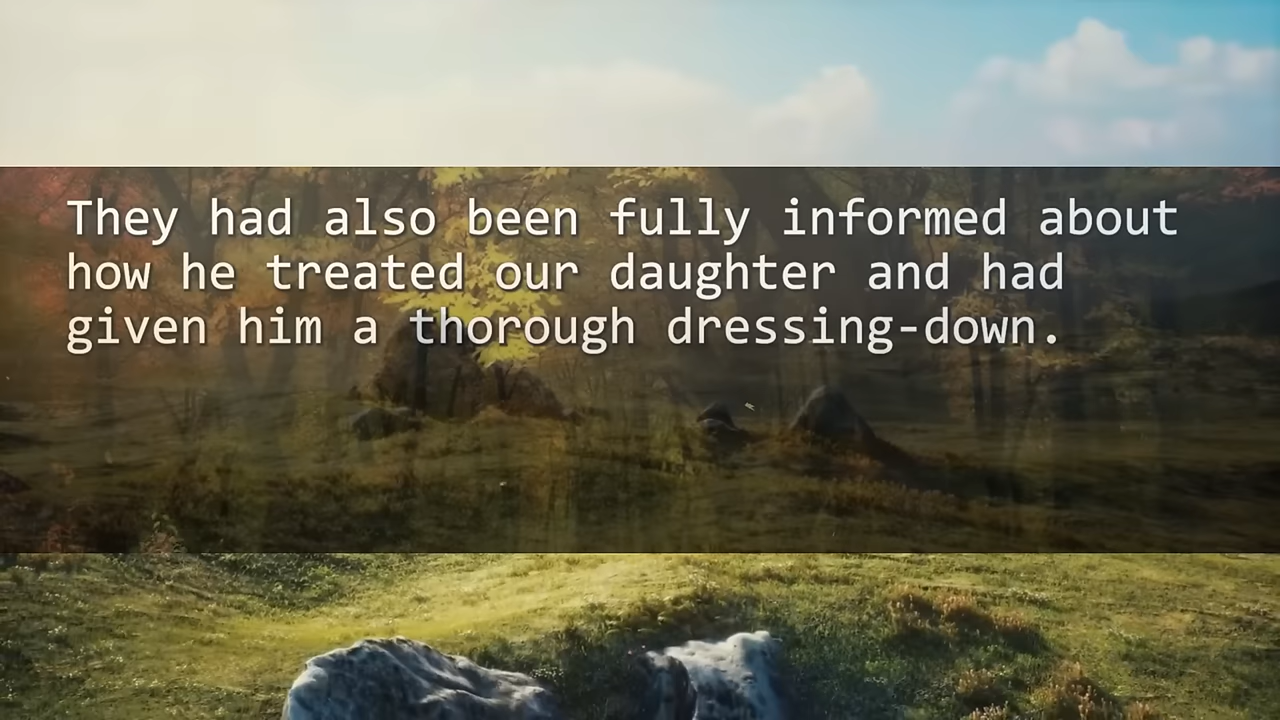 They had also been fully informed about
how he treated our daughter and had
given him a thorough dressing-down.